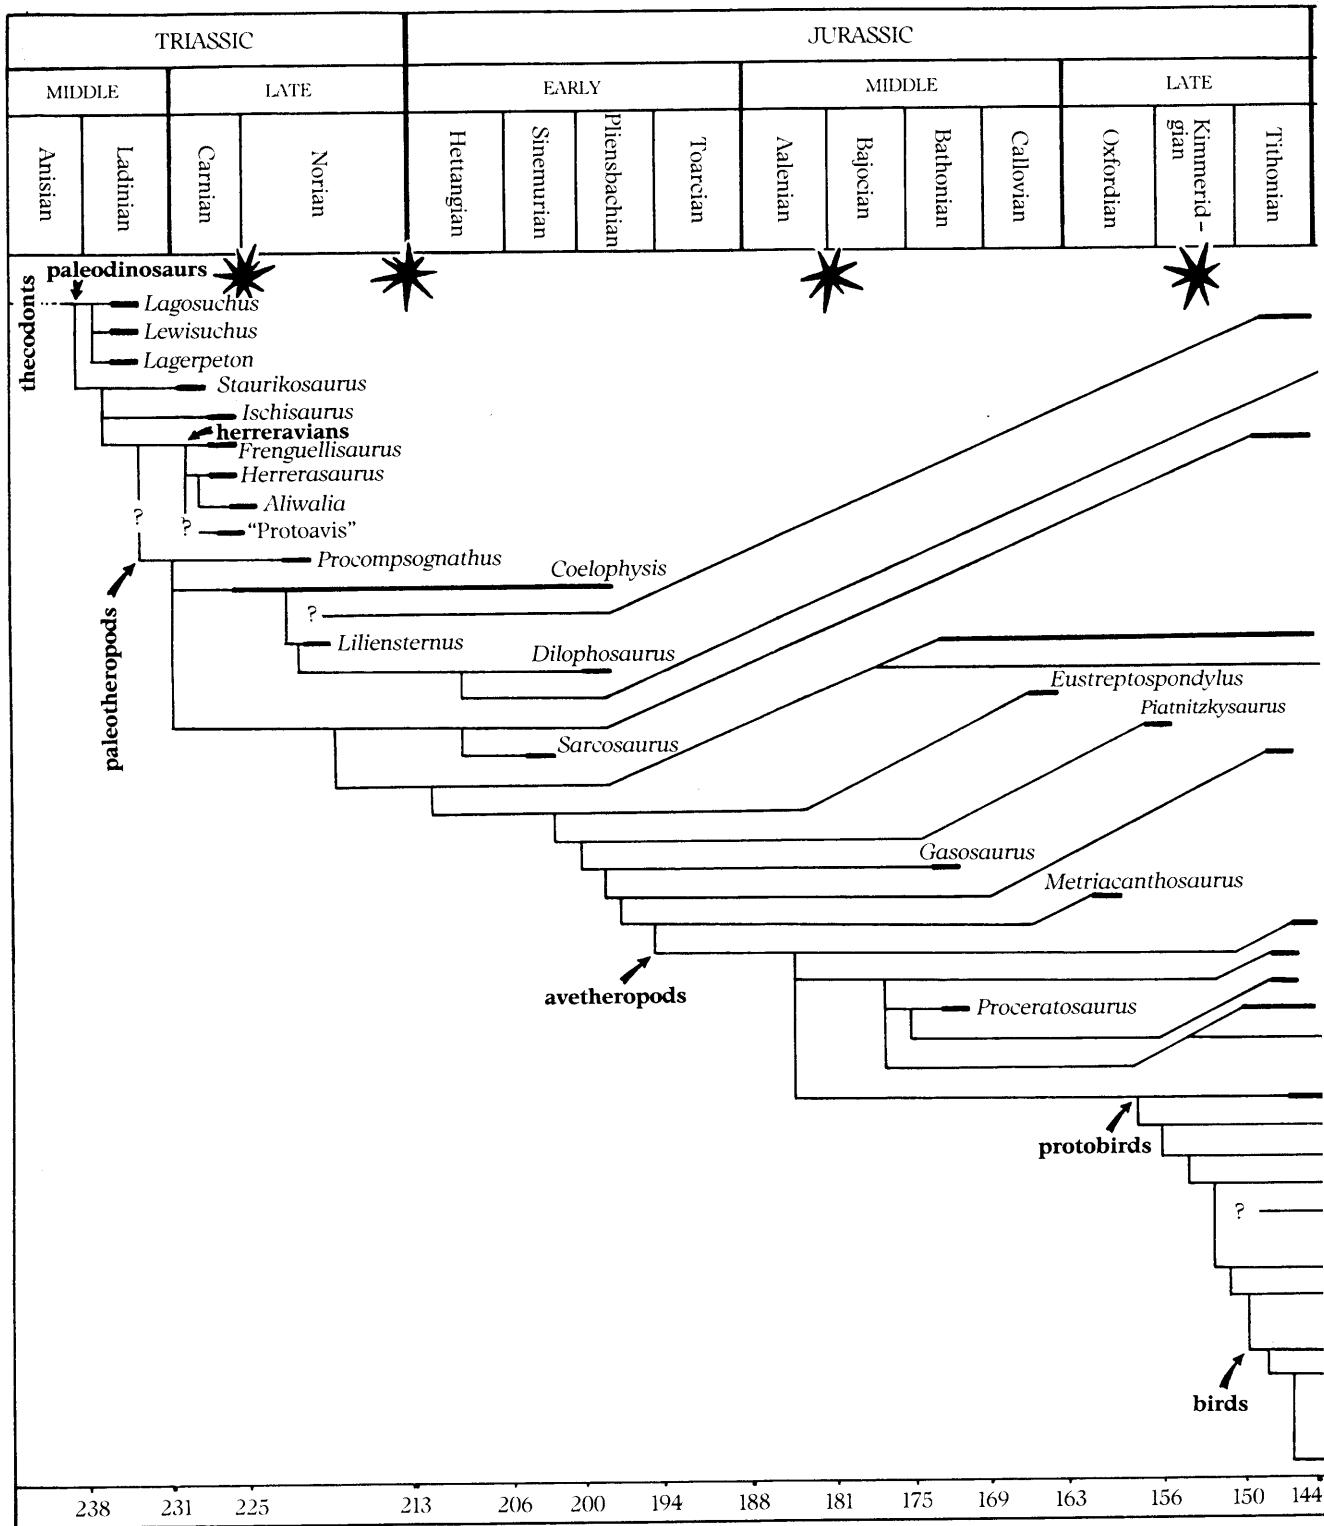 TRIASSIC
JURASSIC
MIDDLE
LATE
EARLY
MIDDLE
LATE
Anisian
Ladinian
Carnian
Norian
Hettangian
Sinemurian
Pliensbachian
Toarcian
Aalenian
Bajocian
Bathonian
Callovian
Oxfordian
Kimmerid-
gian
Tithonian
thecodonts
paleodinosaurs
Lagosuchus
Lewisuchus
Lagerpeton
Staurikosaurus
Ischisaurus
herreravians
Frenguellisaurus
Herrerasaurus
Aliwalia
?
?
"Protoavis"
Procompsognathus
Coelophysis
?
paleotheropods
Liliensternus
Dilophosaurus
Eustreptospondylus
Piatnitzkysaurus
Sarcosaurus
Gasosaurus
Metriacanthosaurus
avetheropods
Proceratosaurus
protobirds
?
birds
238 231 225 213 206 200 194 188 181 175 169 163 156 150 144